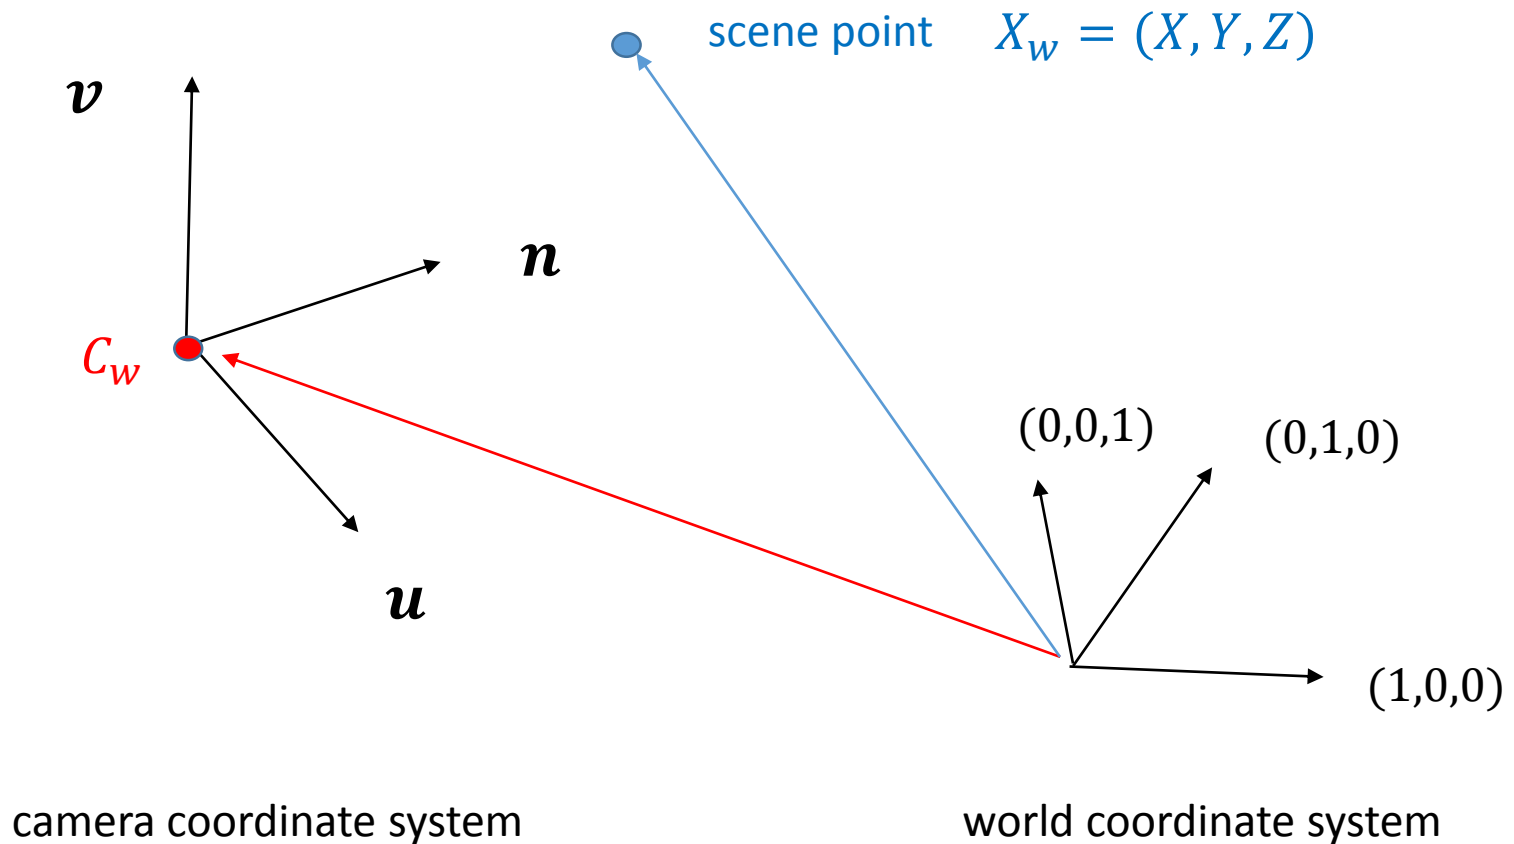 scene point X_w = (X, Y, Z)
v
n
C_w
(0,0,1)
(0,1,0)
u
(1,0,0)
camera coordinate system
world coordinate system